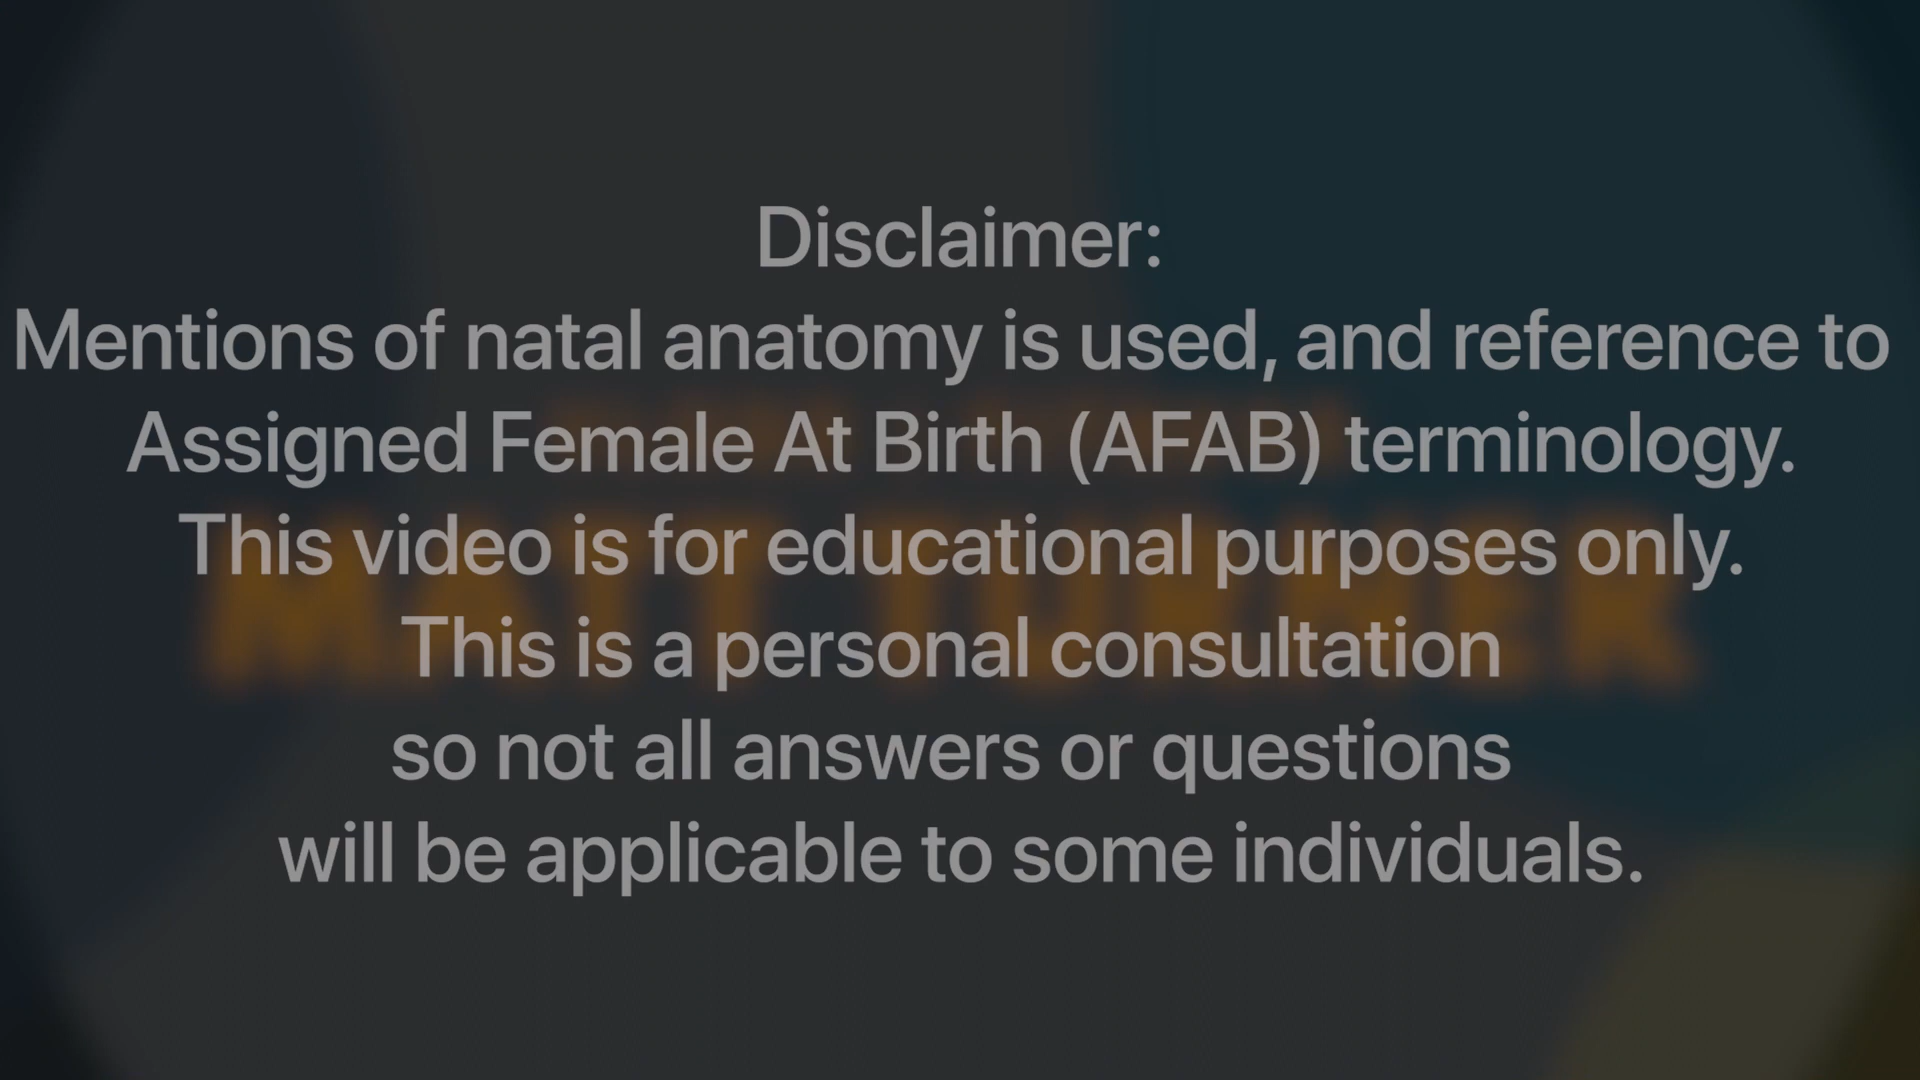 Disclaimer:
Mentions of natal anatomy is used, and reference to
Assigned Female At Birth (AFAB) terminology.
This video is for educational purposes only.
MATT TURNER
This is a personal consultation
so not all answers or questions
will be applicable to some individuals.